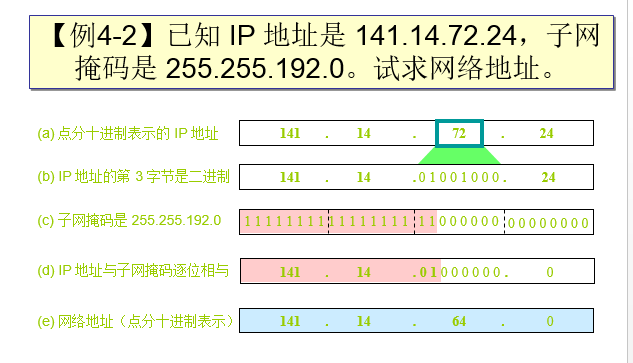 【例4-2】已知 IP 地址是 141.14.72.24，子网
掩码是 255.255.192.0。试求网络地址。
(a) 点分十进制表示的 IP 地址 141 . 14 . 72 . 24
(b) IP 地址的第 3 字节是二进制 141 . 14 .01001000. 24
(c) 子网掩码是 255.255.192.0 11111111 11111111 11000000 00000000
(d) IP 地址与子网掩码逐位相与 141 . 14 .01000000. 0
(e) 网络地址（点分十进制表示） 141 . 14 . 64 . 0